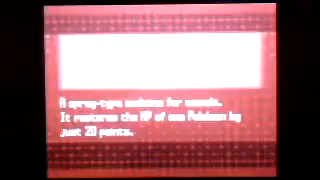 A spray-type medicine for wounds.
It restores the HP of one Pokémon by
just 20 points.